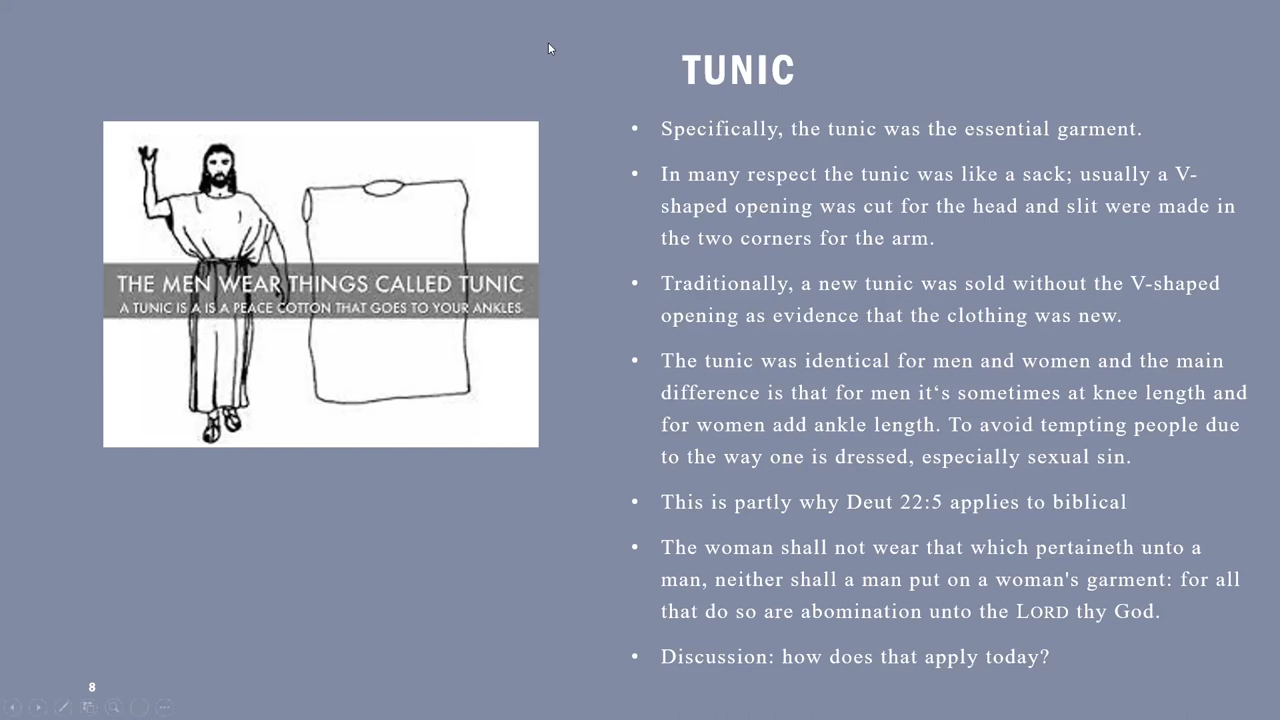 TUNIC
THE MEN WEAR THINGS CALLED TUNIC
A TUNIC IS A IS A PEACE COTTON THAT GOES TO YOUR ANKLES
• Specifically, the tunic was the essential garment.
• In many respect the tunic was like a sack; usually a V-
shaped opening was cut for the head and slit were made in
the two corners for the arm.
• Traditionally, a new tunic was sold without the V-shaped
opening as evidence that the clothing was new.
• The tunic was identical for men and women and the main
difference is that for men it‘s sometimes at knee length and
for women add ankle length. To avoid tempting people due
to the way one is dressed, especially sexual sin.
• This is partly why Deut 22:5 applies to biblical
• The woman shall not wear that which pertaineth unto a
man, neither shall a man put on a woman's garment: for all
that do so are abomination unto the LORD thy God.
• Discussion: how does that apply today?
8